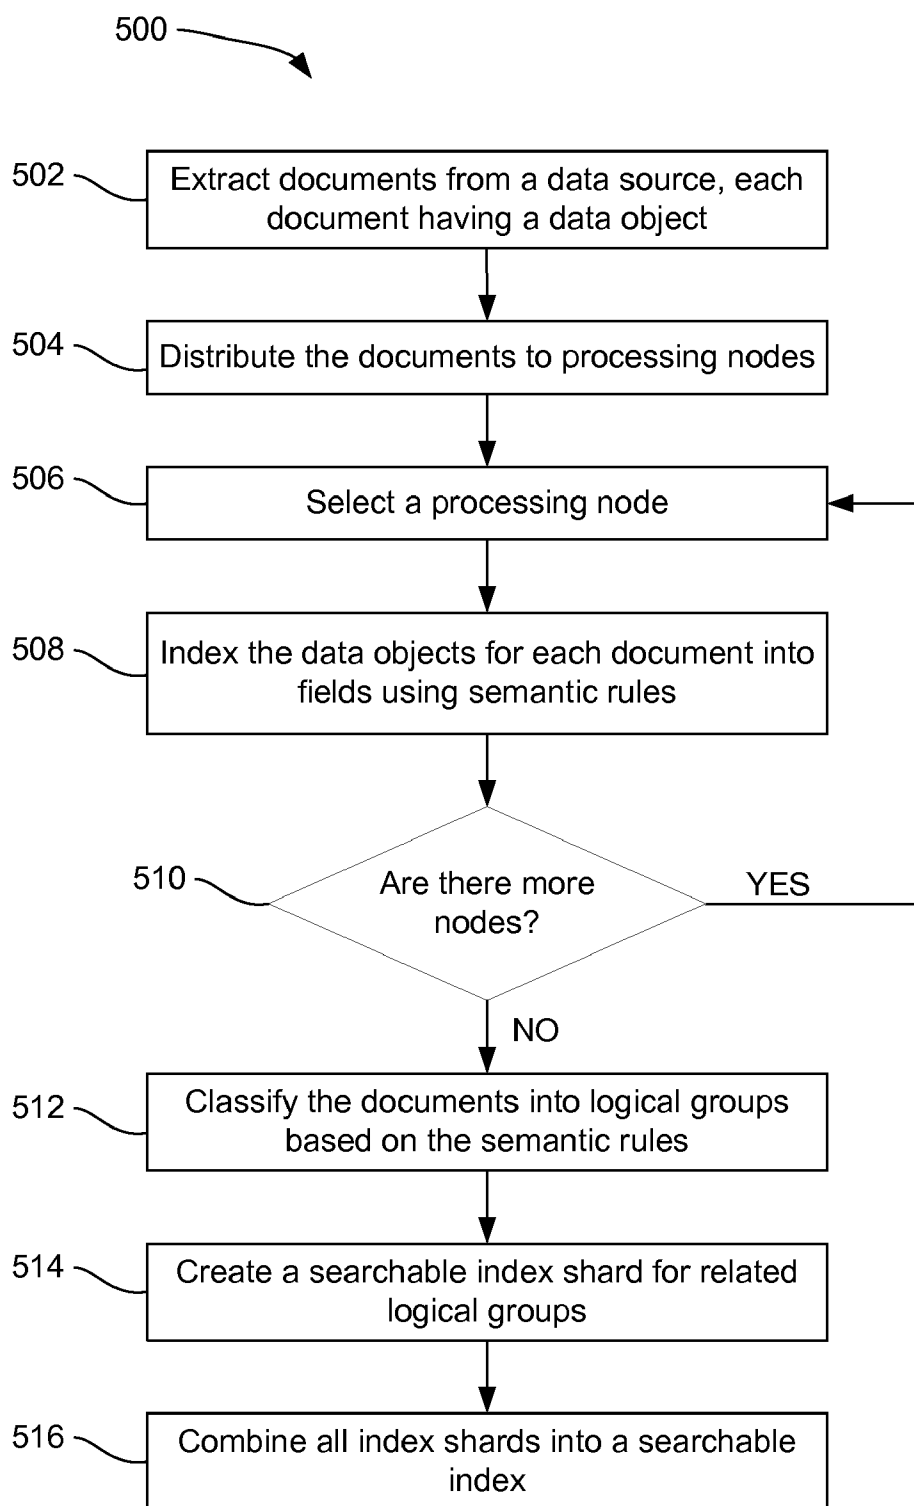 500
502
Extract documents from a data source, each
document having a data object
504
Distribute the documents to processing nodes
506
Select a processing node
508
Index the data objects for each document into
fields using semantic rules
510
Are there more
nodes?
YES
NO
512
Classify the documents into logical groups
based on the semantic rules
514
Create a searchable index shard for related
logical groups
516
Combine all index shards into a searchable
index